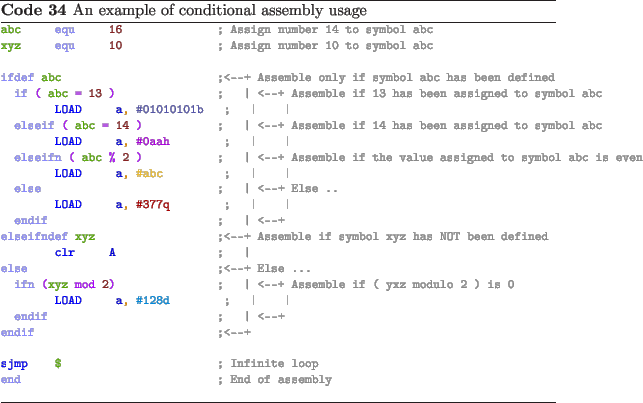 Code 34 An example of conditional assembly usage
abc     equ     16              ; Assign number 14 to symbol abc
xyz     equ     10              ; Assign number 10 to symbol abc
ifdef abc                       ;<--+ Assemble only if symbol abc has been defined
  if ( abc = 13 )               ;   | <--+ Assemble if 13 has been assigned to symbol abc
        LOAD     a, #01010101b   ;   |    |
  elseif ( abc = 14 )           ;   | <--+ Assemble if 14 has been assigned to symbol abc
        LOAD     a, #0aah        ;   |    |
  elseifn ( abc % 2 )           ;   | <--+ Assemble if the value assigned to symbol abc is even
        LOAD     a, #abc         ;   |    |
  else                          ;   | <--+ Else ..
        LOAD     a, #377q        ;   |    |
  endif                         ;   | <--+
elseifndef xyz                  ;<--+ Assemble if symbol xyz has NOT been defined
        clr     A               ;   |
else                            ;<--+ Else ...
  ifn (xyz mod 2)               ;   | <--+ Assemble if ( yxz modulo 2 ) is 0
        LOAD     a, #128d        ;   |    |
  endif                         ;   | <--+
endif                           ;<--+
sjmp    $                       ; Infinite loop
end                             ; End of assembly